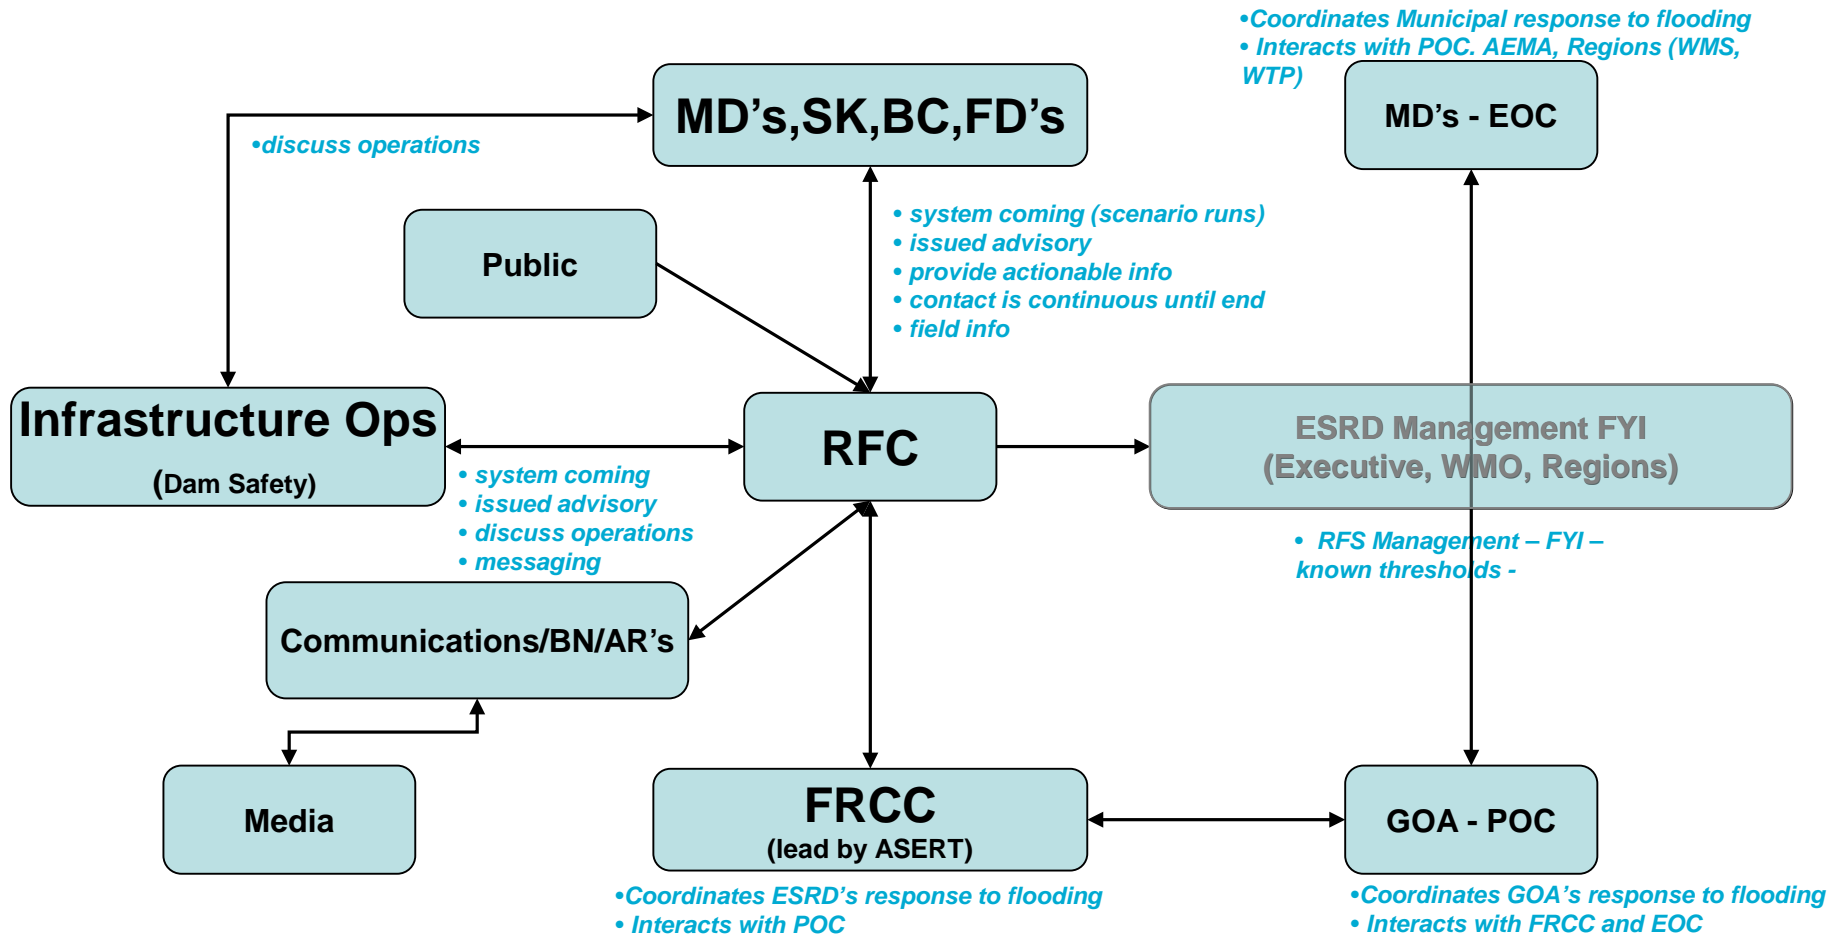 •Coordinates Municipal response to flooding
• Interacts with POC. AEMA, Regions (WMS,
WTP)
MD’s,SK,BC,FD’s
MD’s - EOC
•discuss operations
• system coming (scenario runs)
• issued advisory
• provide actionable info
• contact is continuous until end
• field info
Public
Infrastructure Ops
(Dam Safety)
RFC
ESRD Management FYI
(Executive, WMO, Regions)
• system coming
• issued advisory
• discuss operations
• messaging
• RFS Management – FYI –
known thresholds -
Communications/BN/AR’s
Media
FRCC
(lead by ASERT)
GOA - POC
•Coordinates ESRD’s response to flooding
• Interacts with POC
•Coordinates GOA’s response to flooding
• Interacts with FRCC and EOC